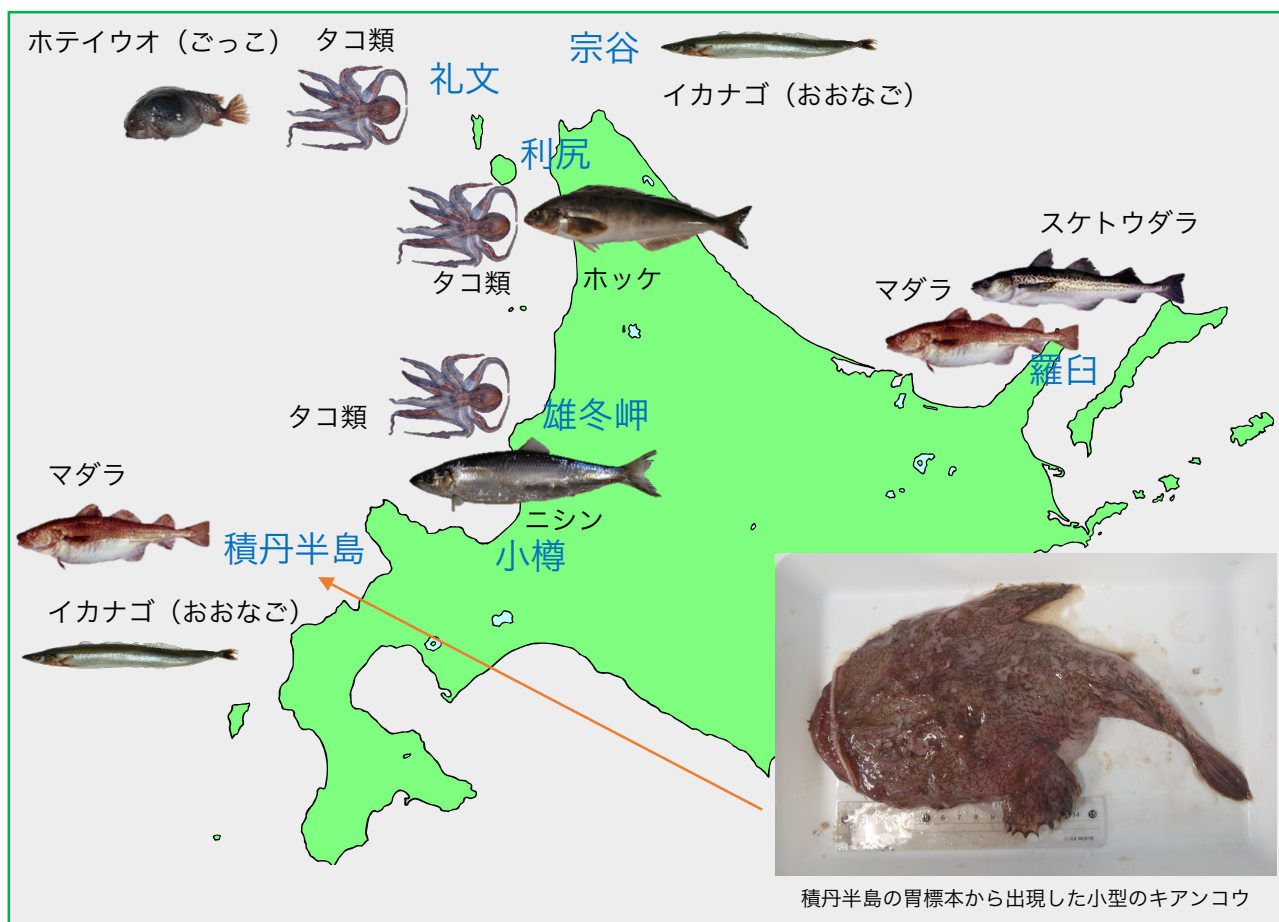 ホテイウオ（ごっこ）
タコ類
礼文
宗谷
イカナゴ（おおなご）
利尻
タコ類
ホッケ
スケトウダラ
マダラ
羅臼
タコ類
雄冬岬
ニシン
マダラ
積丹半島
小樽
イカナゴ（おおなご）
積丹半島の胃標本から出現した小型のキアンコウ